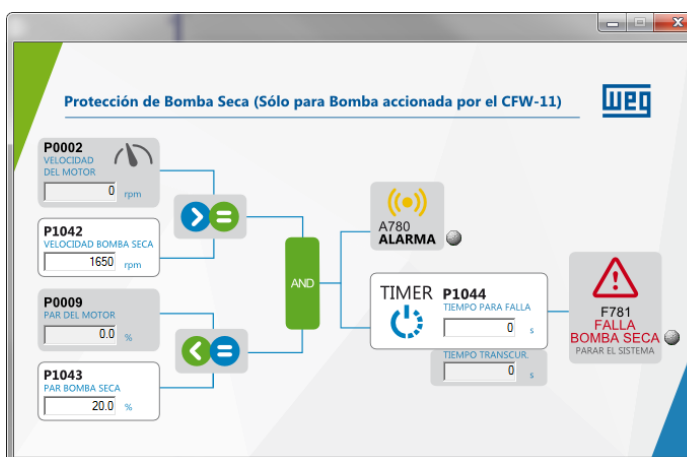 Protección de Bomba Seca (Sólo para Bomba accionada por el CFW-11)
WEG
P0002
VELOCIDAD
DEL MOTOR
0 rpm
P1042
VELOCIDAD BOMBA SECA
1650 rpm
P0009
PAR DEL MOTOR
0.0 %
P1043
PAR BOMBA SECA
20.0 %
> =
< =
AND
A780
ALARMA
TIMER P1044
TIEMPO PARA FALLA
0 s
TIEMPO TRANSCUR.
0 s
F781
FALLA
BOMBA SECA
PARAR EL SISTEMA